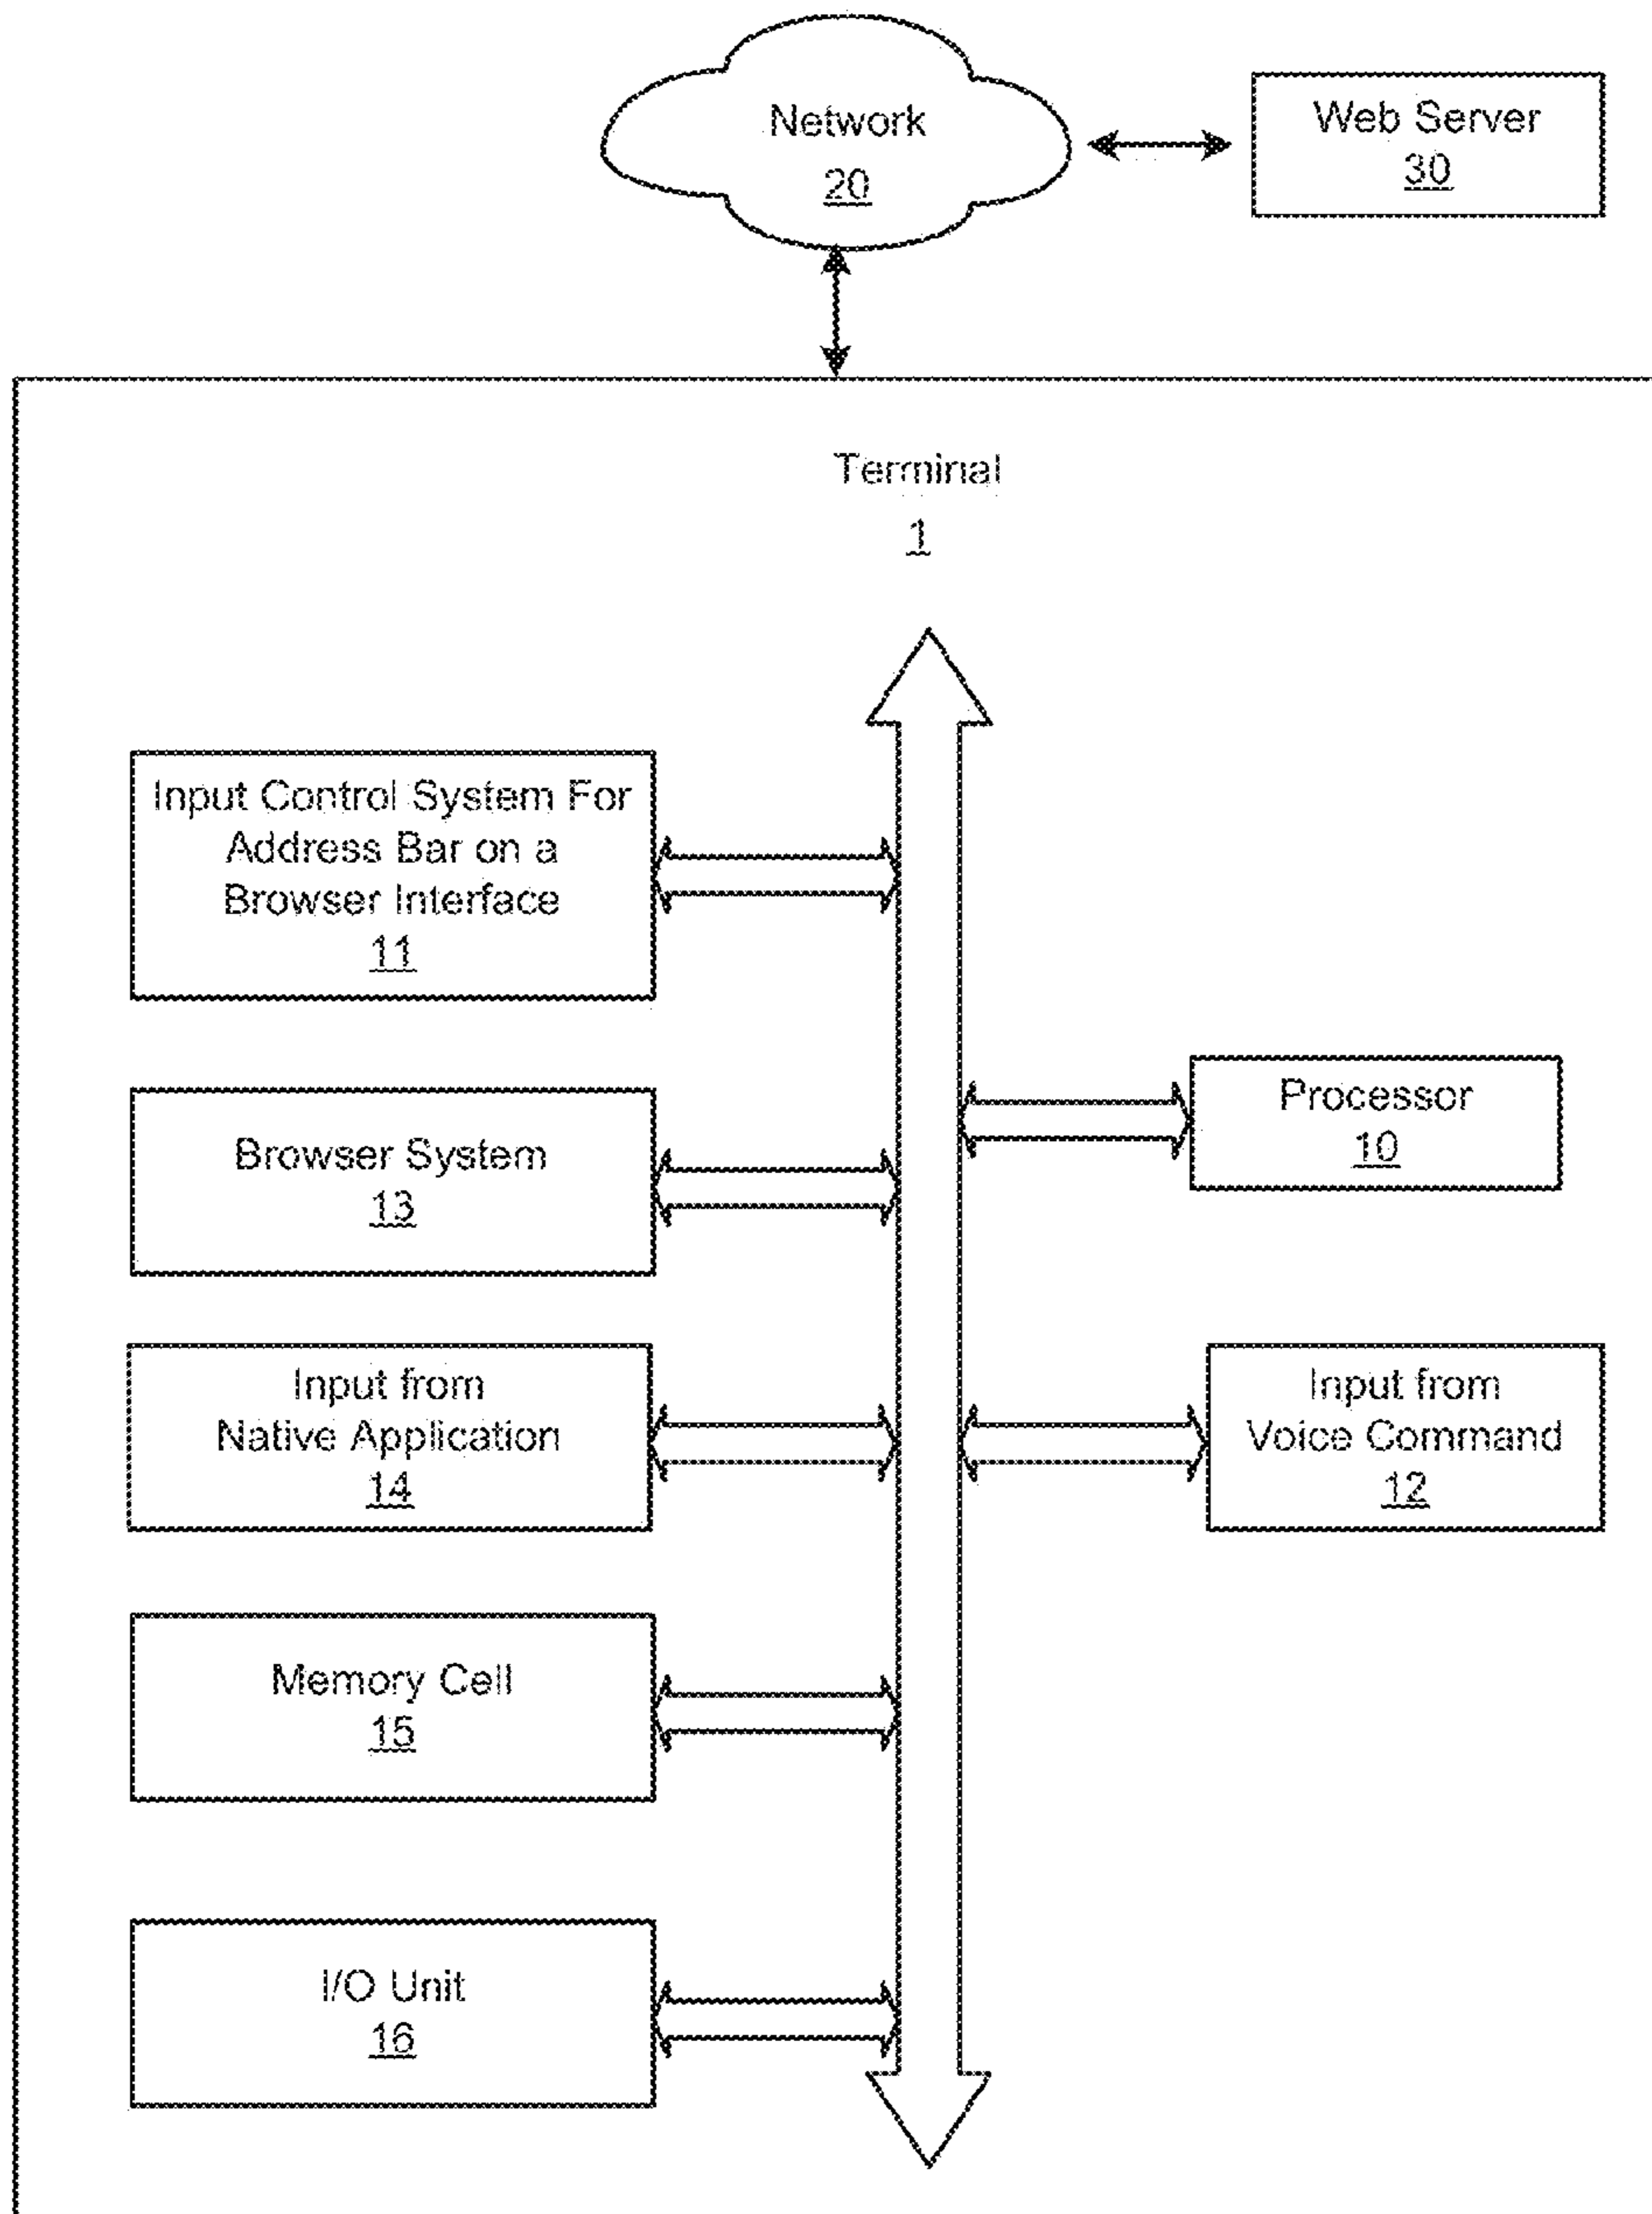 Network
20
Web Server
30
Terminal
1
Input Control System For
Address Bar on a
Browser Interface
11
Processor
10
Browser System
13
Input from
Native Application
14
Input from
Voice Command
12
Memory Cell
15
I/O Unit
16